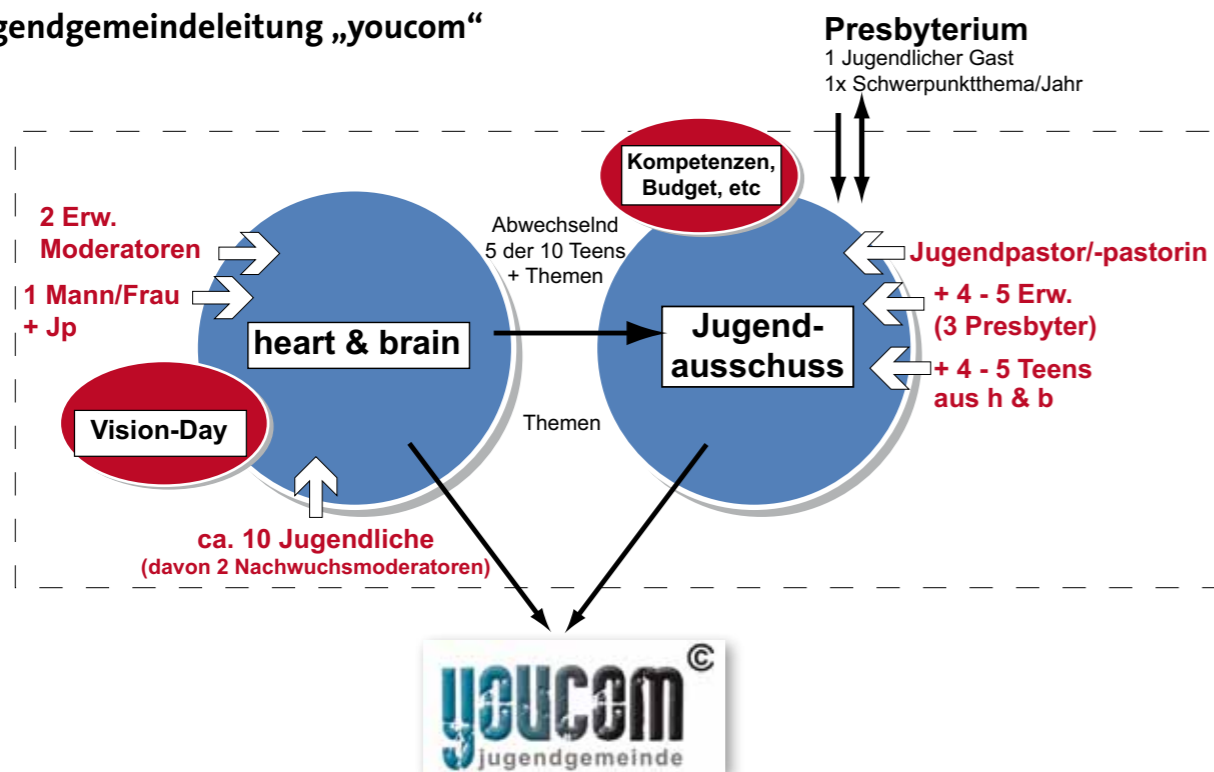 gendgemeindeleitung „youcom“
Presbyterium
1 Jugendlicher Gast
1x Schwerpunktthema/Jahr
Kompetenzen,
Budget, etc
2 Erw.
Moderatoren
1 Mann/Frau
+ Jp
heart & brain
Vision-Day
ca. 10 Jugendliche
(davon 2 Nachwuchsmoderatoren)
Abwechselnd
5 der 10 Teens
+ Themen
Themen
Jugend-
ausschuss
Jugendpastor/-pastorin
+ 4 - 5 Erw.
(3 Presbyter)
+ 4 - 5 Teens
aus h & b
youcom ©
jugendgemeinde